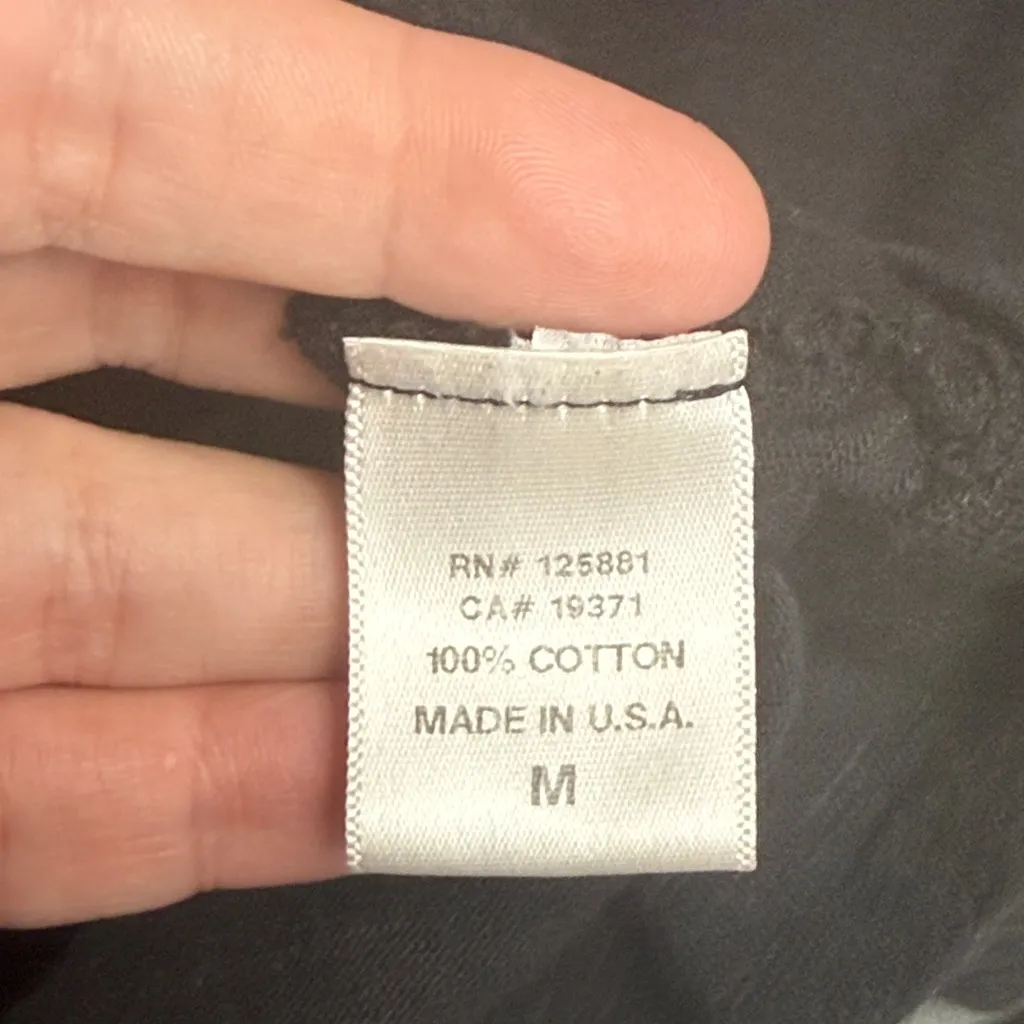 RN# 125881
CA# 19371
100% COTTON
MADE IN U.S.A.
M